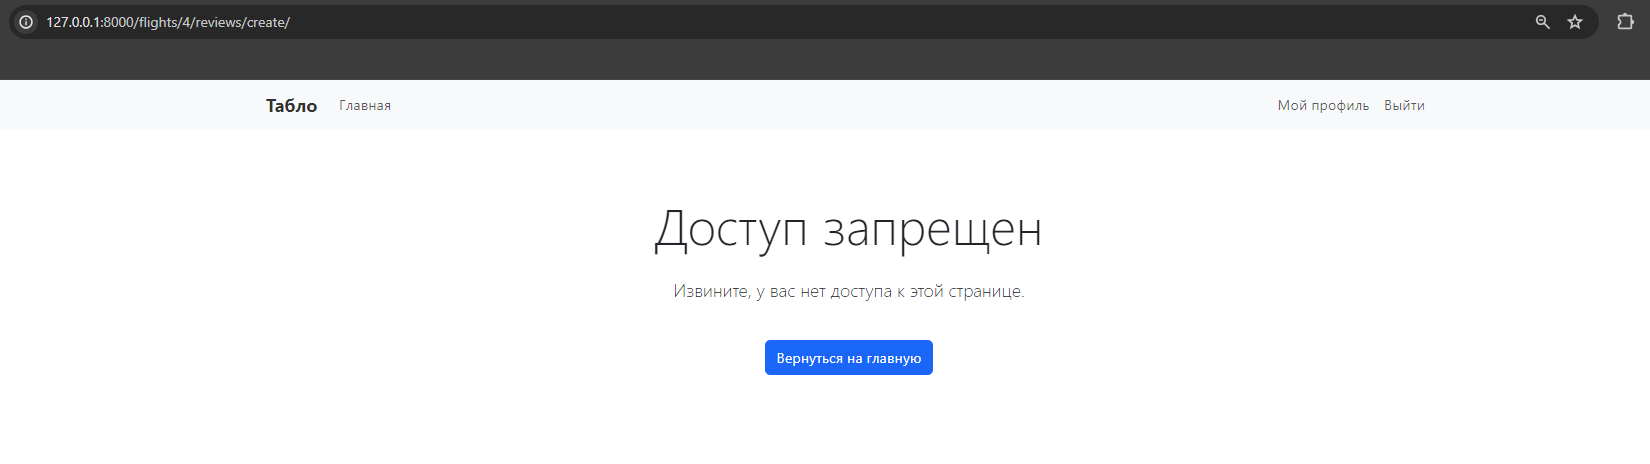 127.0.0.1:8000/flights/4/reviews/create/
Табло Главная Мой профиль Выйти
Доступ запрещен
Извините, у вас нет доступа к этой странице.
Вернуться на главную